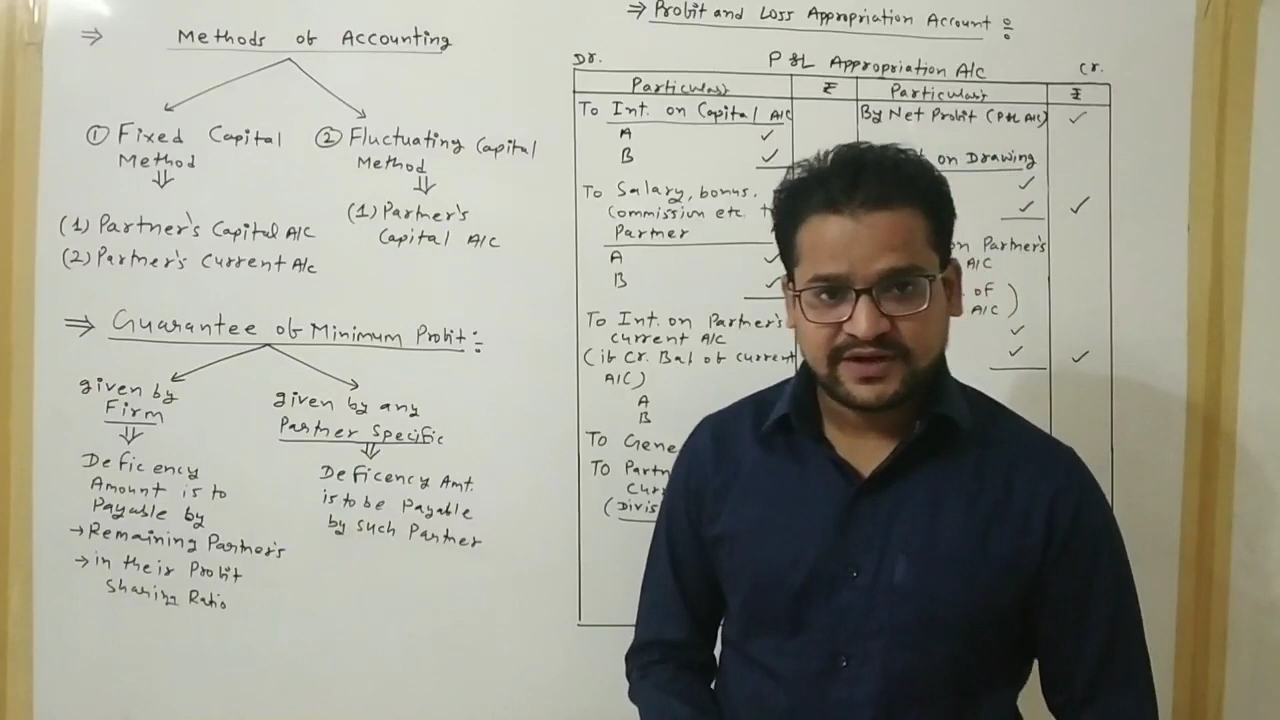 ⇒ Methods of Accounting
① Fixed Capital Method
② Fluctuating Capital Method
(1) Partner's Capital A/C
(2) Partner's Current A/c
(1) Partner's
Capital A/C
⇒ Guarantee of Minimum Profit :-
given by
Firm
Deficency
Amount is to
Payable by
→ Remaining Partner's
→ in their Profit
Sharing Ratio
given by any
Partner Specific
Deficency Amt.
is to be Payable
by such Partner
⇒ Profit and Loss Appropriation Account :-
Dr. P &L Appropriation A/C Cr.
Particulars ₹ Particulars ₹
To Int. on Capital A/C
A ✓
B ✓
To Salary, bonus.
Commission etc
Partner
A ✓
B ✓
To Int. on Partner's
Current A/C
(if Cr. Bal of Current
A/C)
A
B
To
To
By Net Profit (P&L A/C) ✓
on Drawing
✓
✓ ✓
on Partner's
A/C
of )
A/C
✓
✓ ✓